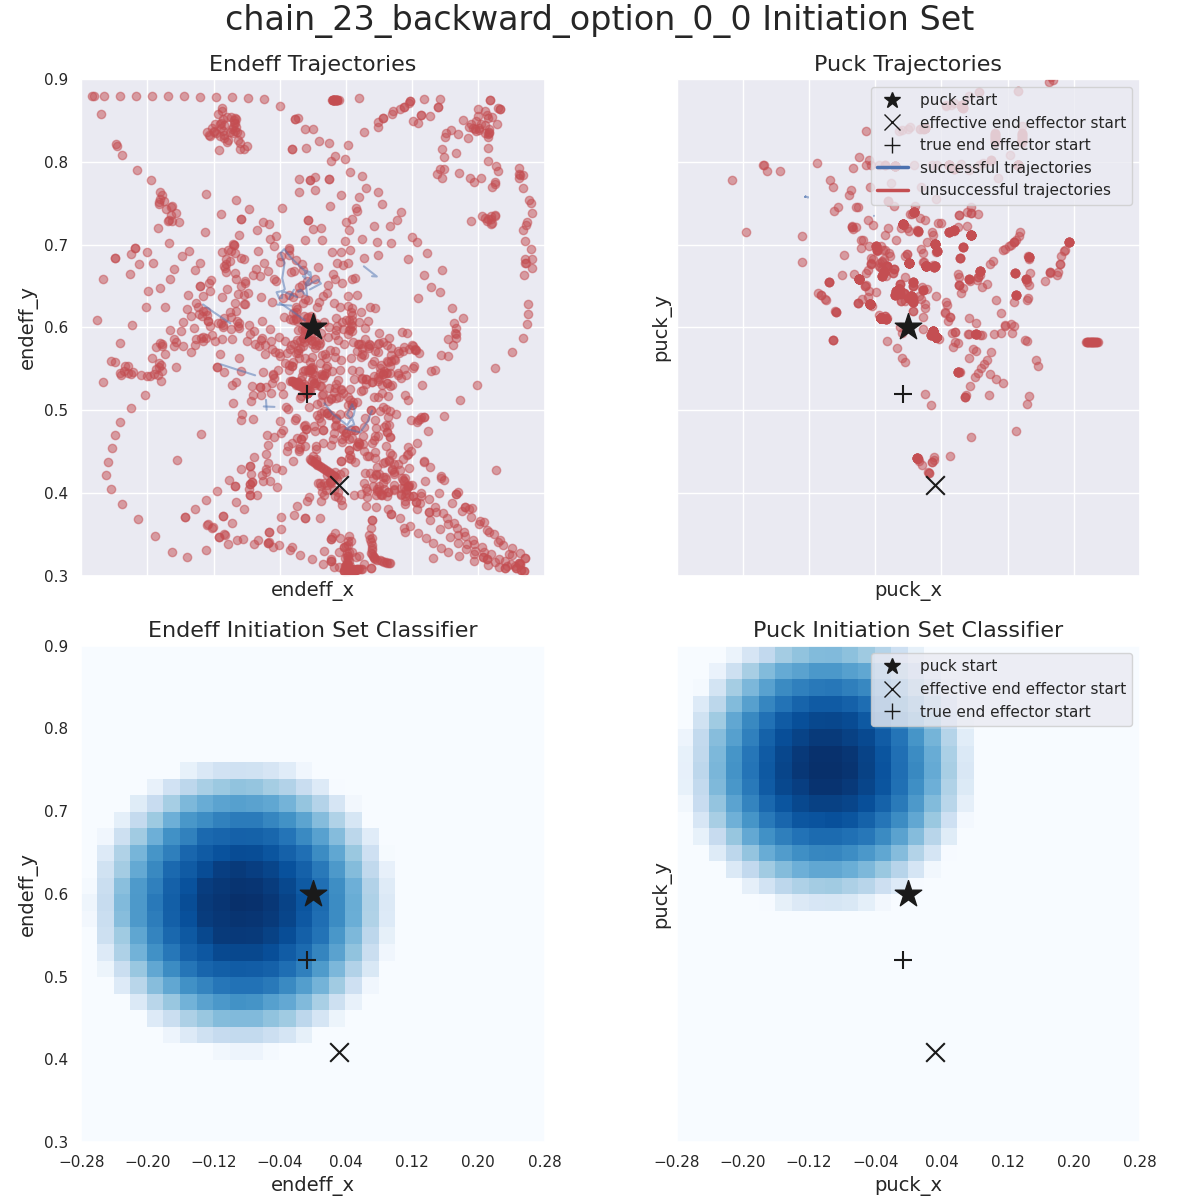 chain_23_backward_option_0_0 Initiation Set
Endeff Trajectories
0.9
0.8
0.7
0.6
0.5
0.4
0.3
endeff_y
endeff_x
Puck Trajectories
puck start
effective end effector start
true end effector start
successful trajectories
unsuccessful trajectories
puck_y
puck_x
Endeff Initiation Set Classifier
0.9
0.8
0.7
0.6
0.5
0.4
0.3
endeff_y
−0.28 −0.20 −0.12 −0.04 0.04 0.12 0.20 0.28
endeff_x
Puck Initiation Set Classifier
puck start
effective end effector start
true end effector start
puck_y
−0.28 −0.20 −0.12 −0.04 0.04 0.12 0.20 0.28
puck_x